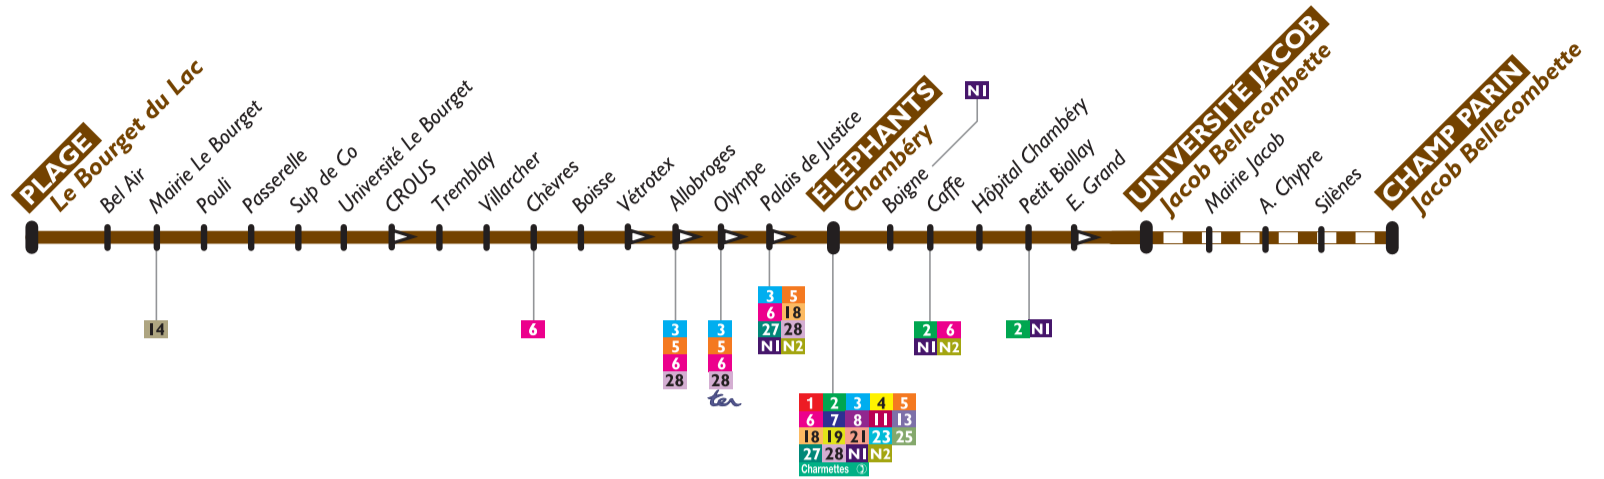 PLAGE
Le Bourget du Lac
Bel Air
Mairie Le Bourget
Pouli
Passerelle
Sup de Co
Université Le Bourget
CROUS
Tremblay
Villarcher
Chèvres
Boisse
Vétrotex
Allobroges
Olympe
Palais de Justice
ELÉPHANTS
Chambéry
Boigne
N1
Caffe
Hôpital Chambéry
Petit Biollay
E. Grand
UNIVERSITÉ JACOB
Jacob Bellecombette
Mairie Jacob
A. Chypre
Silènes
CHAMP PARIN
Jacob Bellecombette
14
6
3
5
6
28
3
5
6
28
ter
3 5
6 18
27 28
N1 N2
1 2 3 4 5
6 7 8 11 13
18 19 21 23 25
27 28 N1 N2
Charmettes
2 6
N1 N2
2 N1